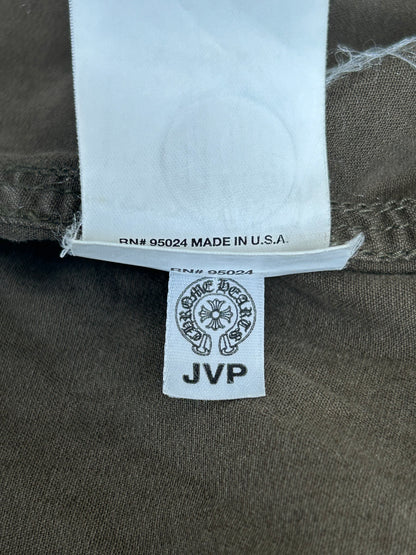 RN# 95024 MADE IN U.S.A.
RN# 95024
CHROME HEARTS
JVP